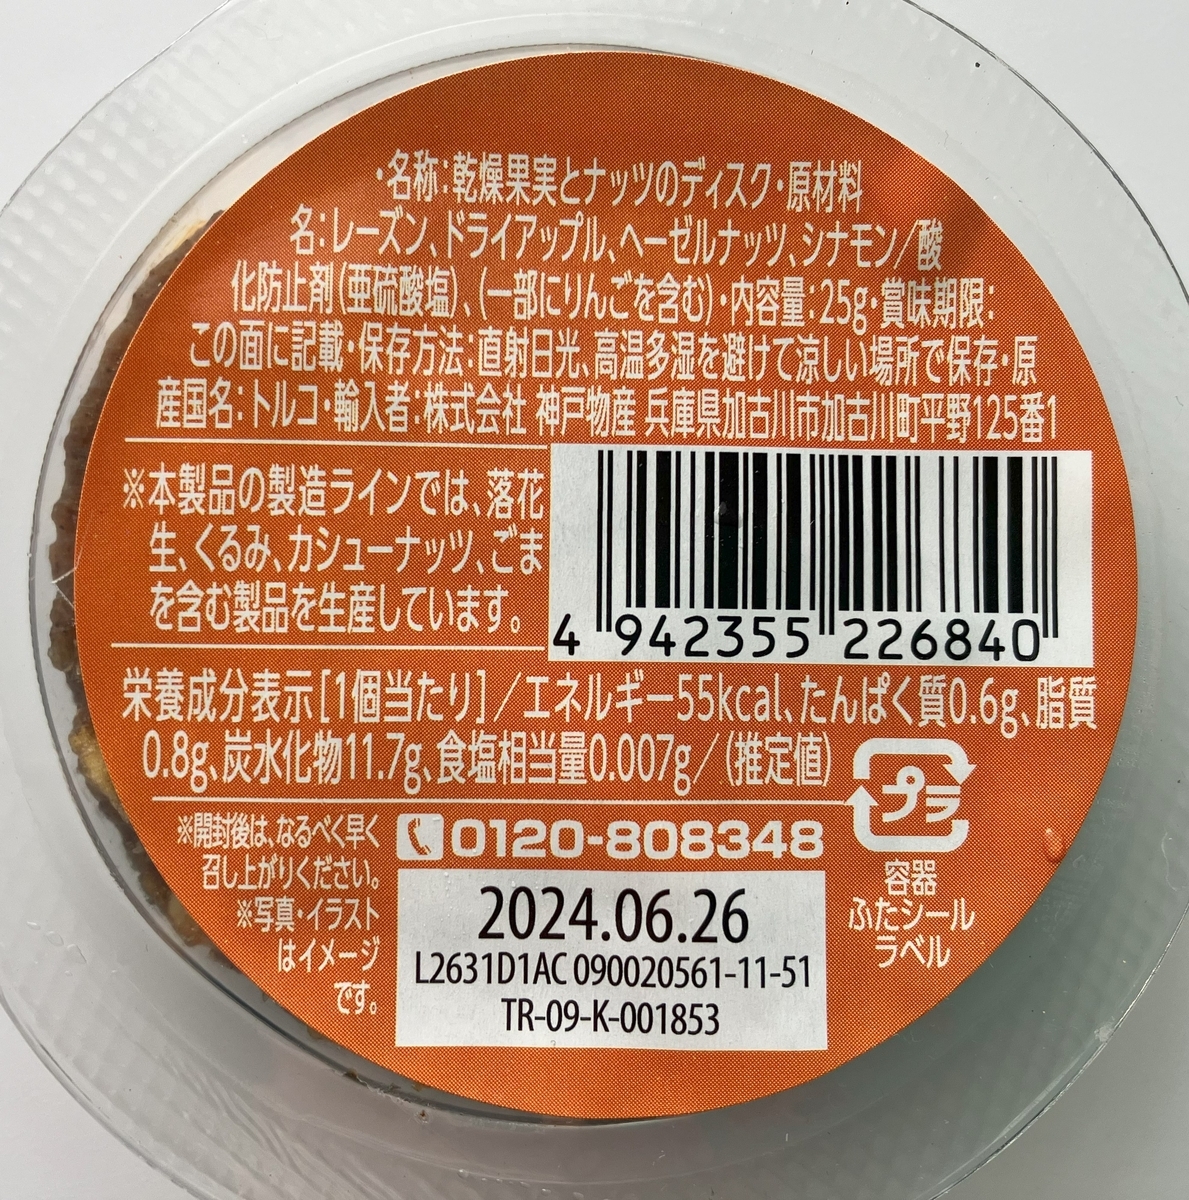 ・名称:乾燥果実とナッツのディスク・原材料
名:レーズン、ドライアップル、ヘーゼルナッツ、シナモン/酸
化防止剤(亜硫酸塩)、(一部にりんごを含む)・内容量:25g・賞味期限:
この面に記載・保存方法:直射日光、高温多湿を避けて涼しい場所で保存・原
産国名:トルコ・輸入者:株式会社 神戸物産 兵庫県加古川市加古川町平野125番1
※本製品の製造ラインでは、落花
生、くるみ、カシューナッツ、ごま
を含む製品を生産しています。
4 942355 226840
栄養成分表示[1個当たり]/エネルギー55kcal、たんぱく質0.6g、脂質
0.8g、炭水化物11.7g、食塩相当量0.007g/(推定値)
プラ
容器
ふたシール
ラベル
※開封後は、なるべく早く
召し上がりください。
※写真・イラスト
はイメージ
です。
0120-808348
2024.06.26
L2631D1AC 090020561-11-51
TR-09-K-001853